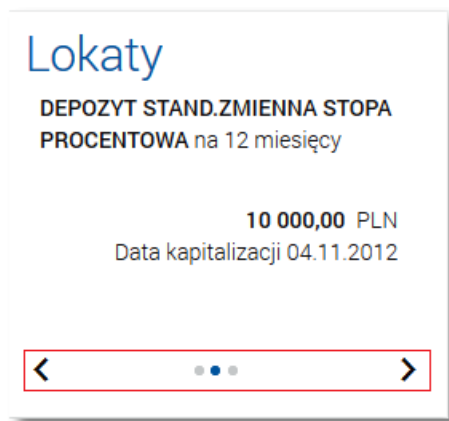 Lokaty
DEPOZYT STAND.ZMIENNA STOPA
PROCENTOWA na 12 miesięcy
10 000,00 PLN
Data kapitalizacji 04.11.2012